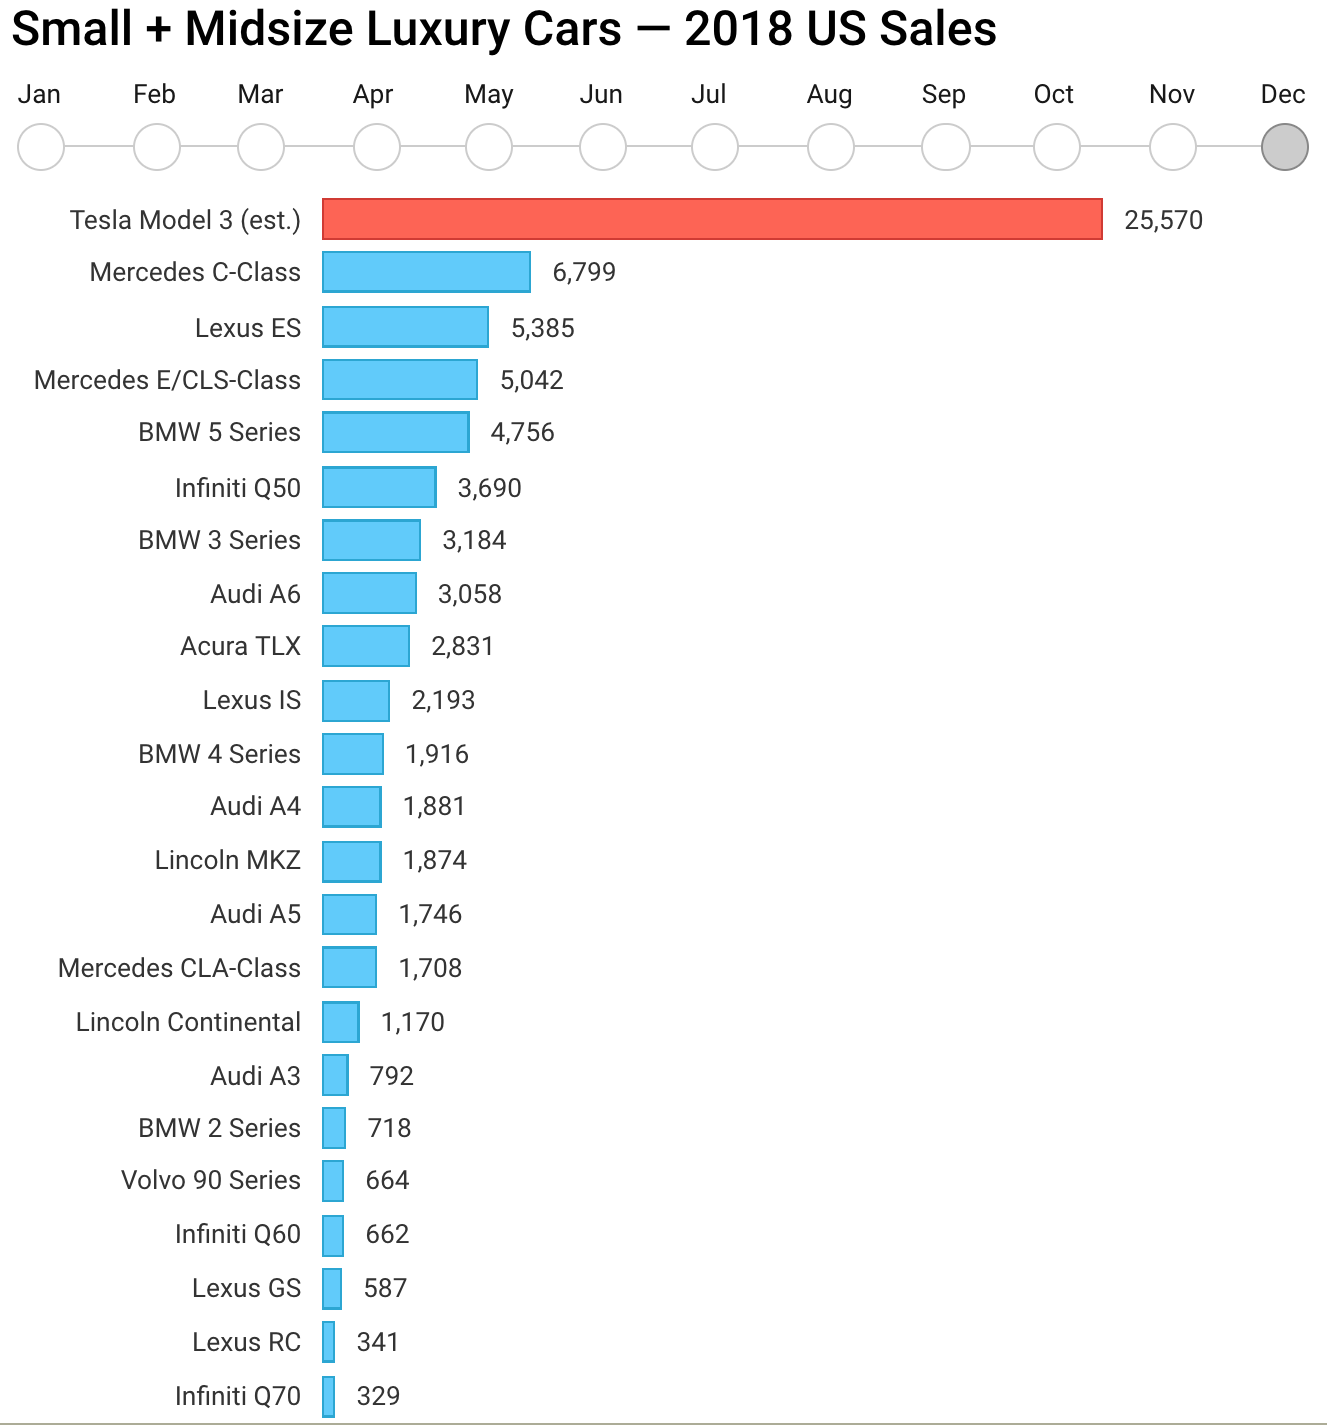 Small + Midsize Luxury Cars — 2018 US Sales
Jan Feb Mar Apr May Jun Jul Aug Sep Oct Nov Dec
Tesla Model 3 (est.) 25,570
Mercedes C-Class 6,799
Lexus ES 5,385
Mercedes E/CLS-Class 5,042
BMW 5 Series 4,756
Infiniti Q50 3,690
BMW 3 Series 3,184
Audi A6 3,058
Acura TLX 2,831
Lexus IS 2,193
BMW 4 Series 1,916
Audi A4 1,881
Lincoln MKZ 1,874
Audi A5 1,746
Mercedes CLA-Class 1,708
Lincoln Continental 1,170
Audi A3 792
BMW 2 Series 718
Volvo 90 Series 664
Infiniti Q60 662
Lexus GS 587
Lexus RC 341
Infiniti Q70 329